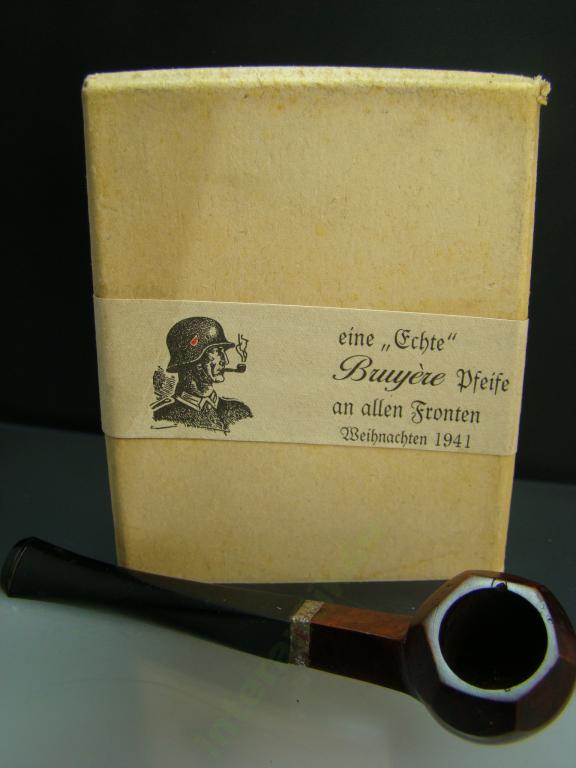 eine „Echte“
Bruyère Pfeife
an allen Fronten
Weihnachten 1941